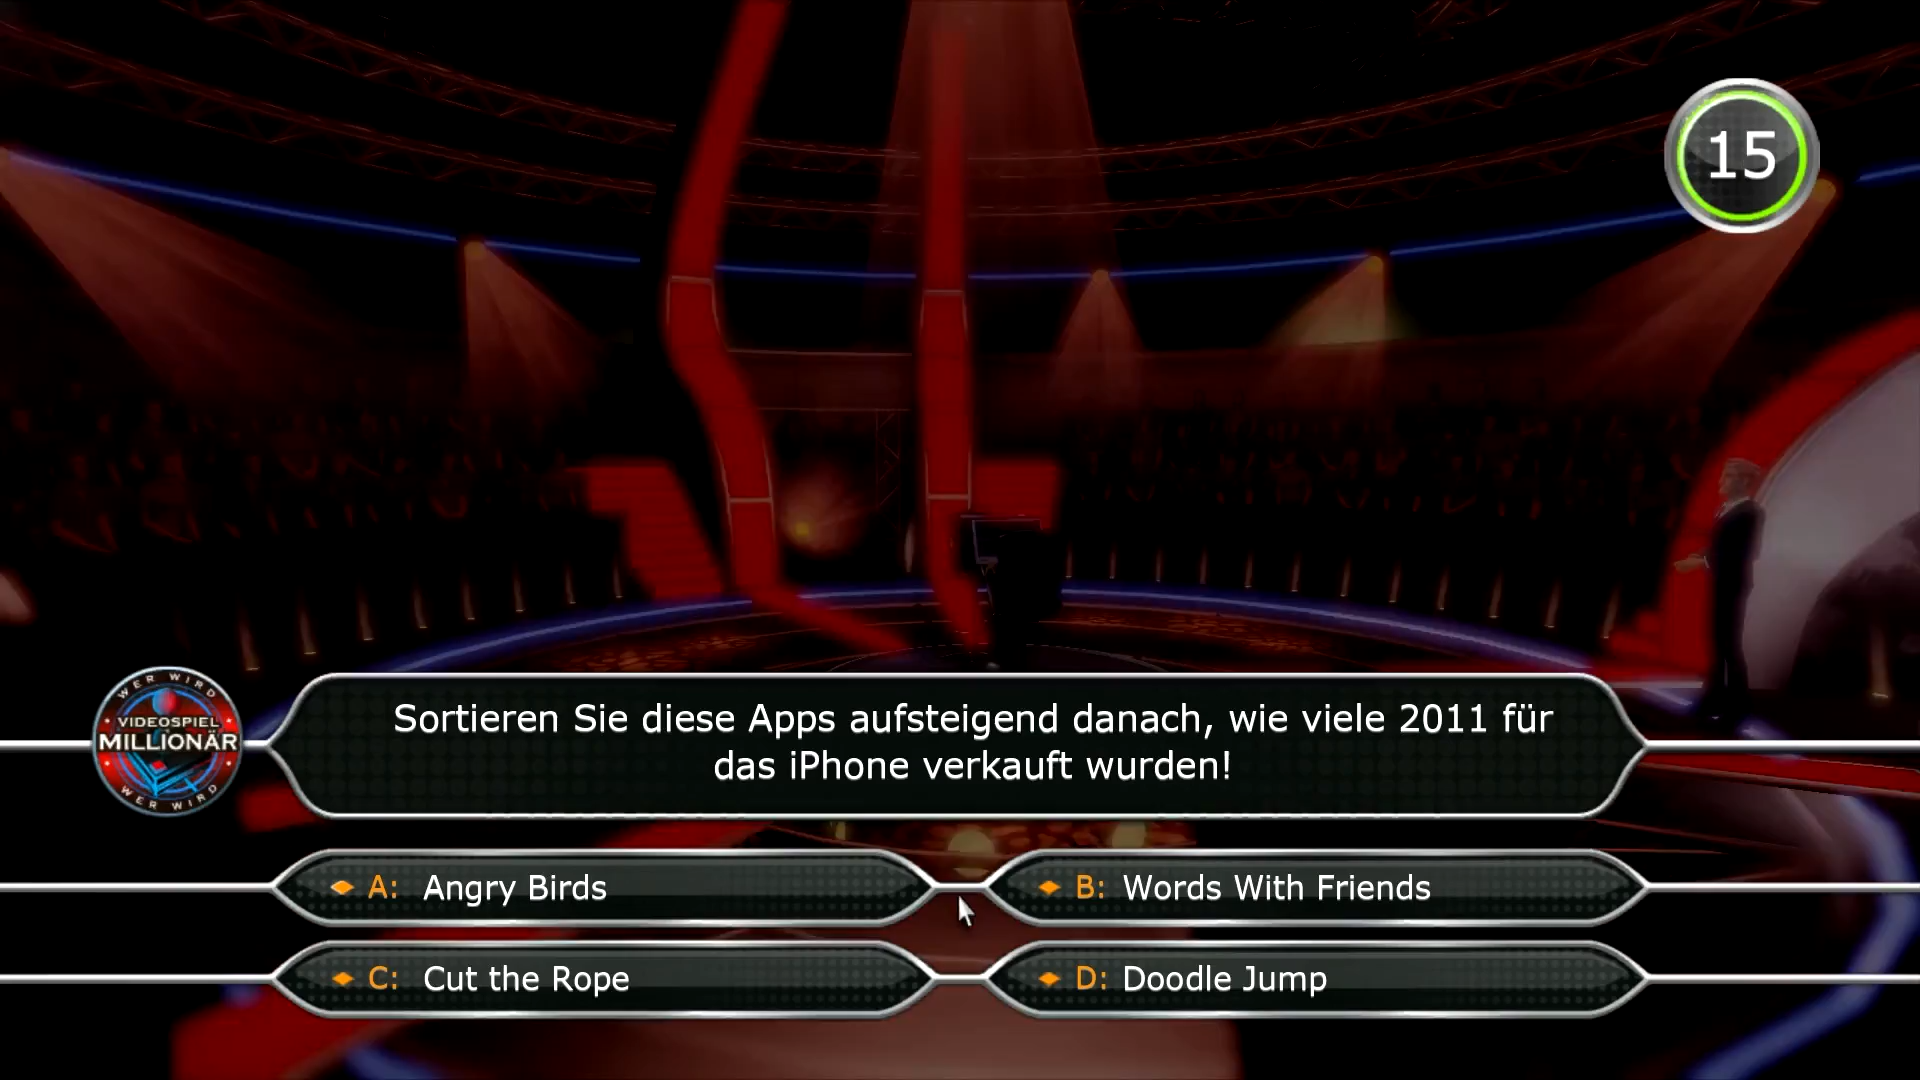 15
Sortieren Sie diese Apps aufsteigend danach, wie viele 2011 für
das iPhone verkauft wurden!
WER WIRD
VIDEOSPIEL
MILLIONÄR
WER WIRD
A: Angry Birds
B: Words With Friends
C: Cut the Rope
D: Doodle Jump